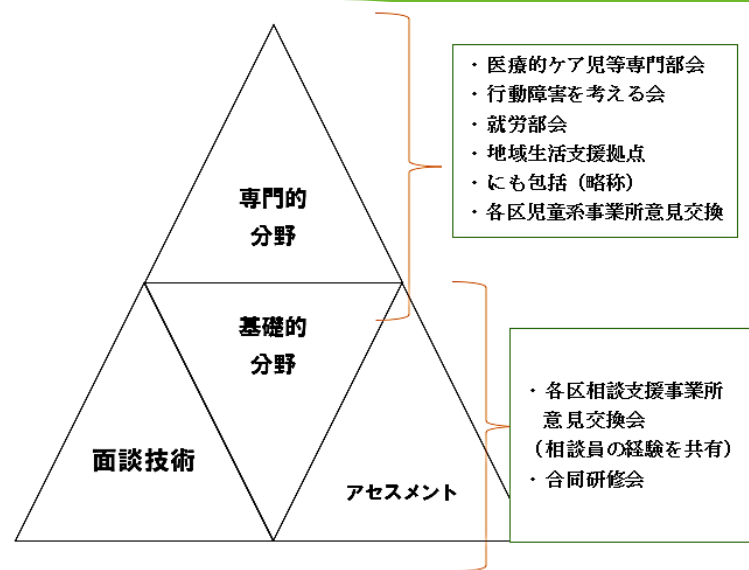 専門的
分野
基礎的
分野
面談技術
アセスメント
・医療的ケア児等専門部会
・行動障害を考える会
・就労部会
・地域生活支援拠点
・にも包括（略称）
・各区児童系事業所意見交換
・各区相談支援事業所
意見交換会
（相談員の経験を共有）
・合同研修会